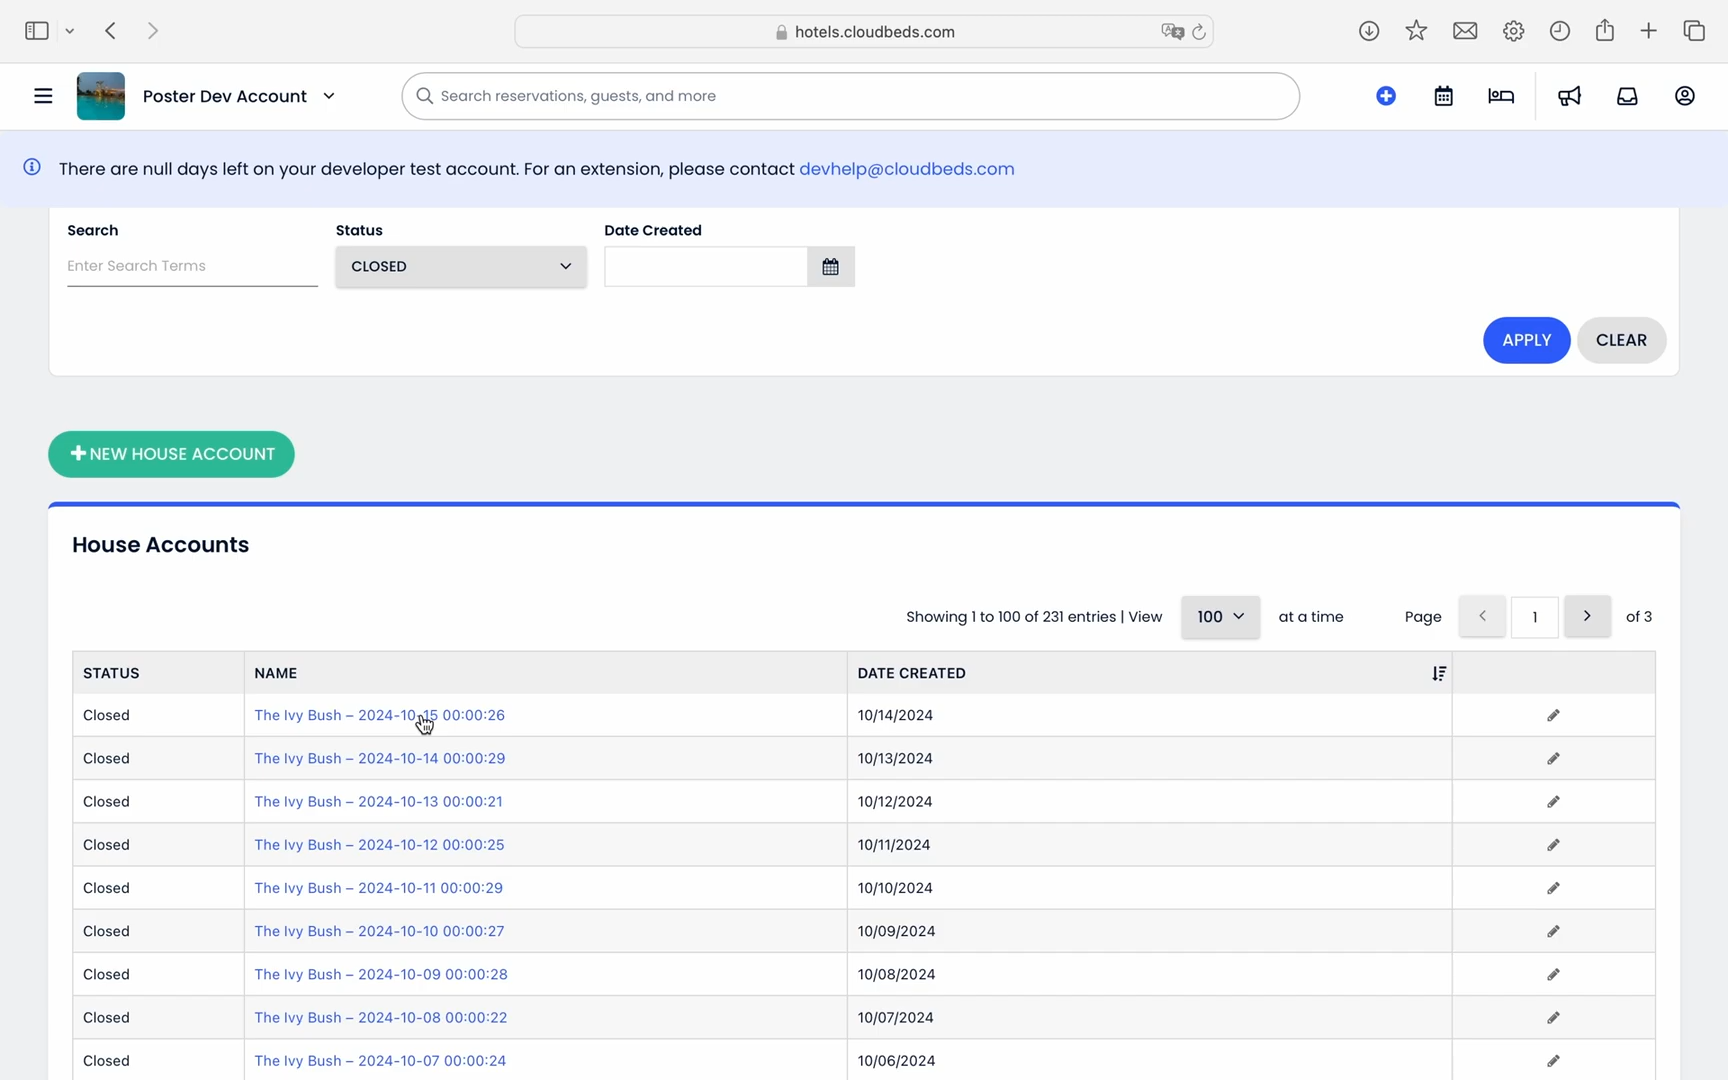 hotels.cloudbeds.com
Poster Dev Account
Search reservations, guests, and more
There are null days left on your developer test account. For an extension, please contact devhelp@cloudbeds.com
Search Status Date Created
Enter Search Terms CLOSED
APPLY CLEAR
NEW HOUSE ACCOUNT
House Accounts
Showing 1 to 100 of 231 entries | View 100 at a time Page 1 of 3
STATUS NAME DATE CREATED
Closed The Ivy Bush – 2024-10-15 00:00:26 10/14/2024
Closed The Ivy Bush – 2024-10-14 00:00:29 10/13/2024
Closed The Ivy Bush – 2024-10-13 00:00:21 10/12/2024
Closed The Ivy Bush – 2024-10-12 00:00:25 10/11/2024
Closed The Ivy Bush – 2024-10-11 00:00:29 10/10/2024
Closed The Ivy Bush – 2024-10-10 00:00:27 10/09/2024
Closed The Ivy Bush – 2024-10-09 00:00:28 10/08/2024
Closed The Ivy Bush – 2024-10-08 00:00:22 10/07/2024
Closed The Ivy Bush – 2024-10-07 00:00:24 10/06/2024